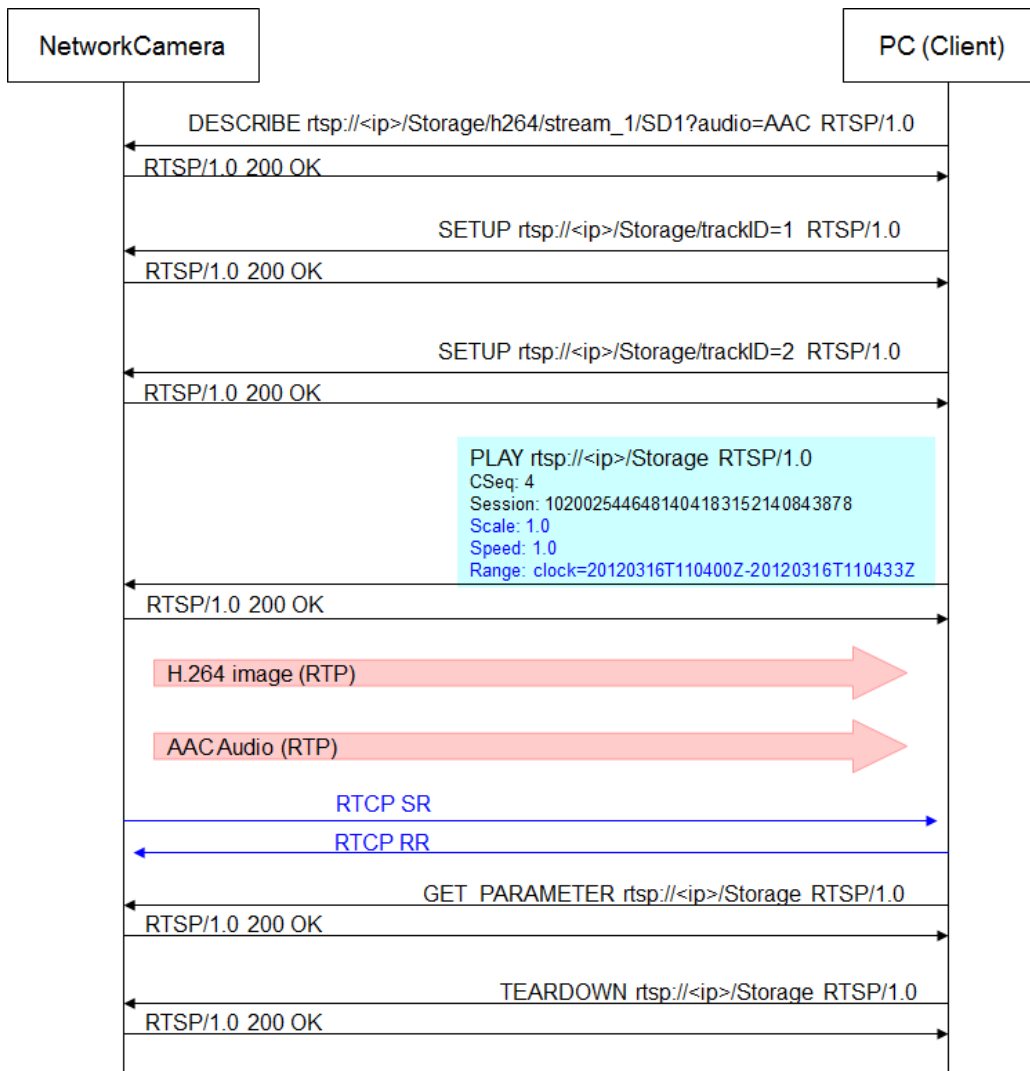 NetworkCamera
PC (Client)
DESCRIBE rtsp://<ip>/Storage/h264/stream_1/SD1?audio=AAC RTSP/1.0
RTSP/1.0 200 OK
SETUP rtsp://<ip>/Storage/trackID=1 RTSP/1.0
RTSP/1.0 200 OK
SETUP rtsp://<ip>/Storage/trackID=2 RTSP/1.0
RTSP/1.0 200 OK
PLAY rtsp://<ip>/Storage RTSP/1.0
CSeq: 4
Session: 1020025446481404183152140843878
Scale: 1.0
Speed: 1.0
Range: clock=20120316T110400Z-20120316T110433Z
RTSP/1.0 200 OK
H.264 image (RTP)
AAC Audio (RTP)
RTCP SR
RTCP RR
GET_PARAMETER rtsp://<ip>/Storage RTSP/1.0
RTSP/1.0 200 OK
TEARDOWN rtsp://<ip>/Storage RTSP/1.0
RTSP/1.0 200 OK